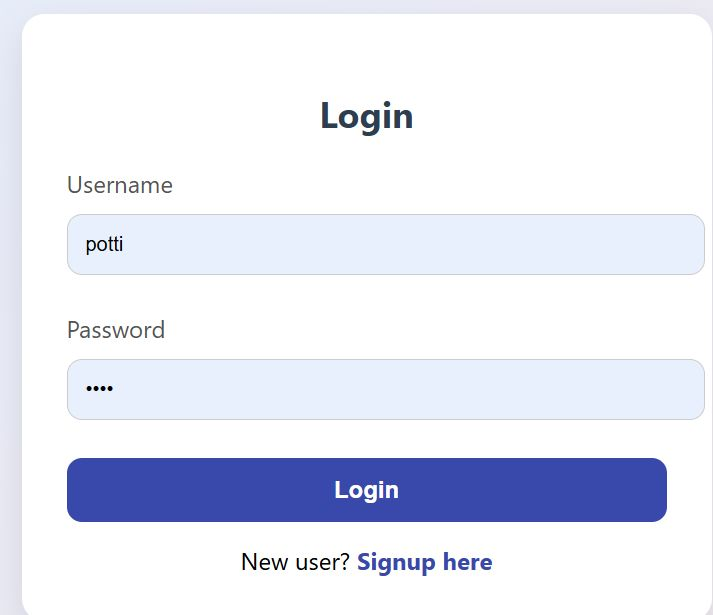 Login
Username
potti
Password
••••
Login
New user? Signup here